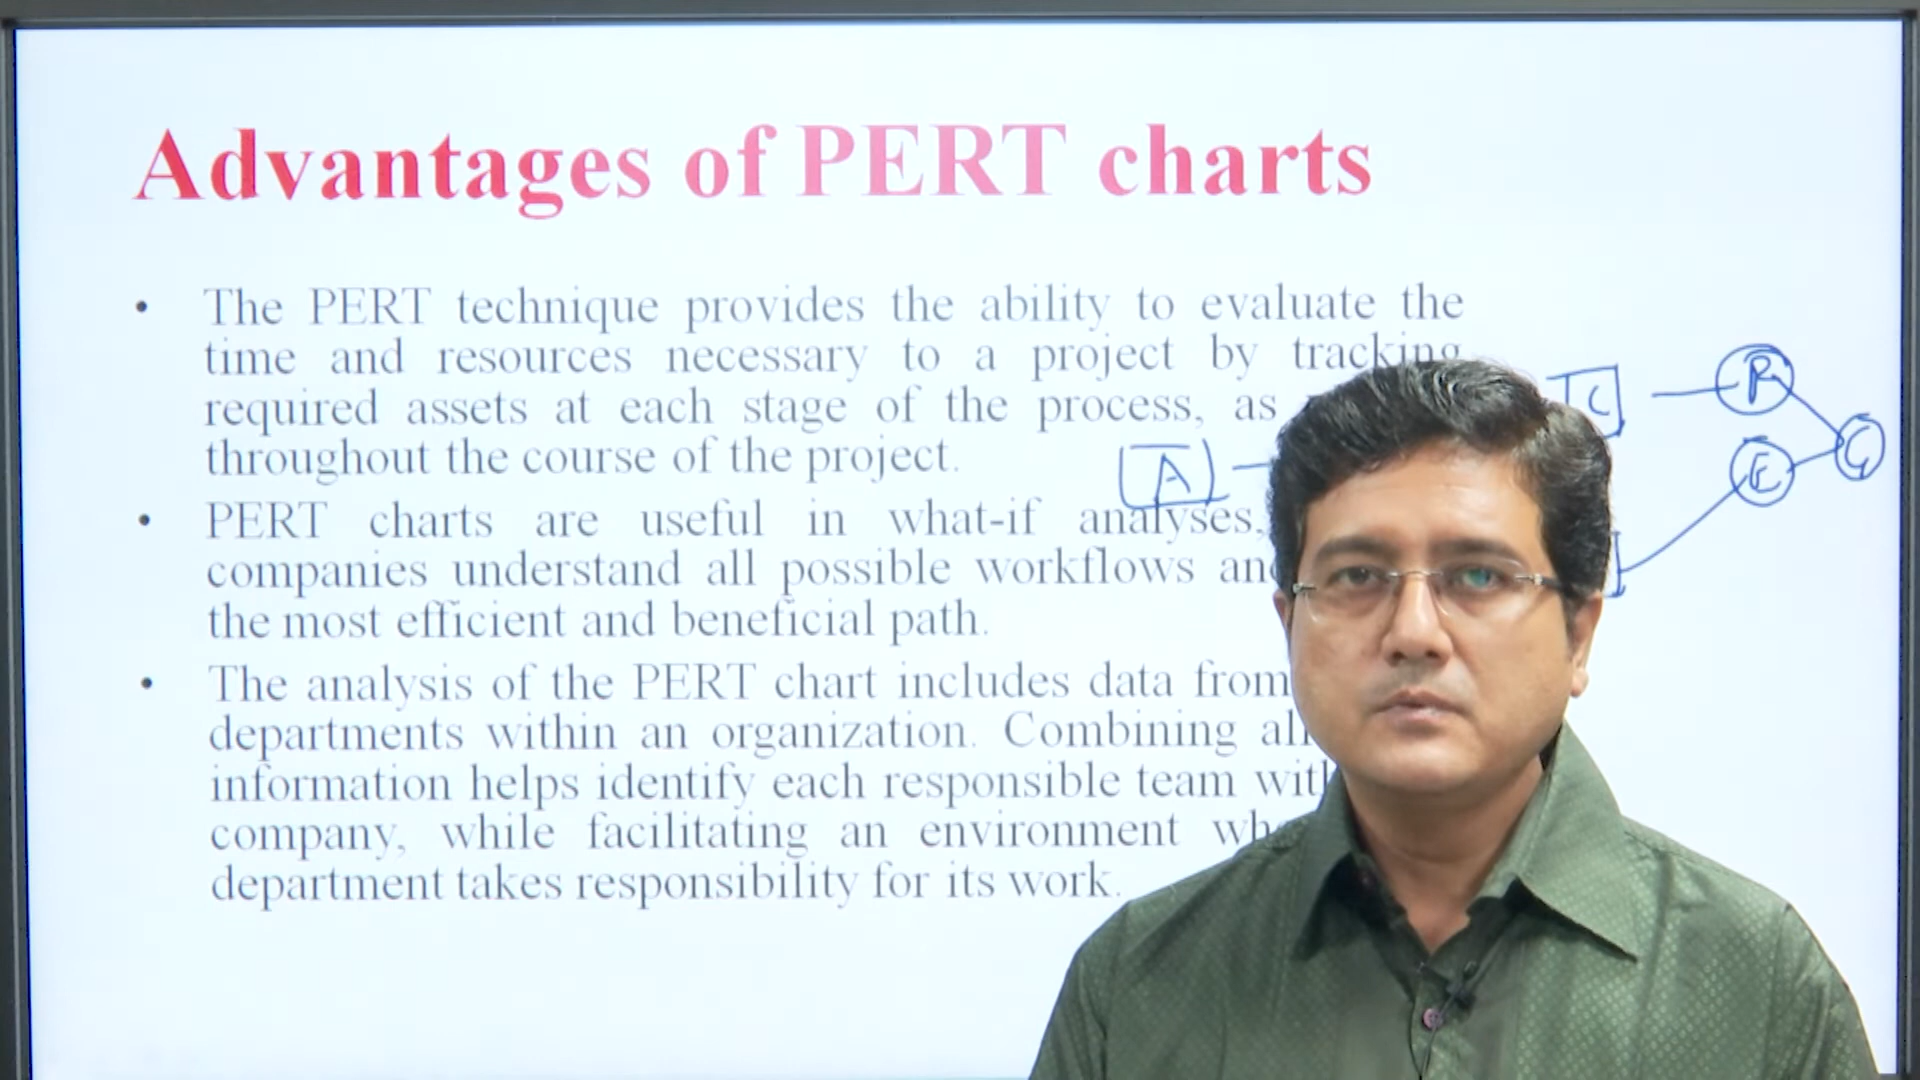 Advantages of PERT charts
• The PERT technique provides the ability to evaluate the
time and resources necessary to a project by tracking
required assets at each stage of the process, as
throughout the course of the project.
• PERT charts are useful in what-if analyses,
companies understand all possible workflows
the most efficient and beneficial path.
• The analysis of the PERT chart includes data from
departments within an organization. Combining all
information helps identify each responsible team
company, while facilitating an environment
department takes responsibility for its work.
A
C
E